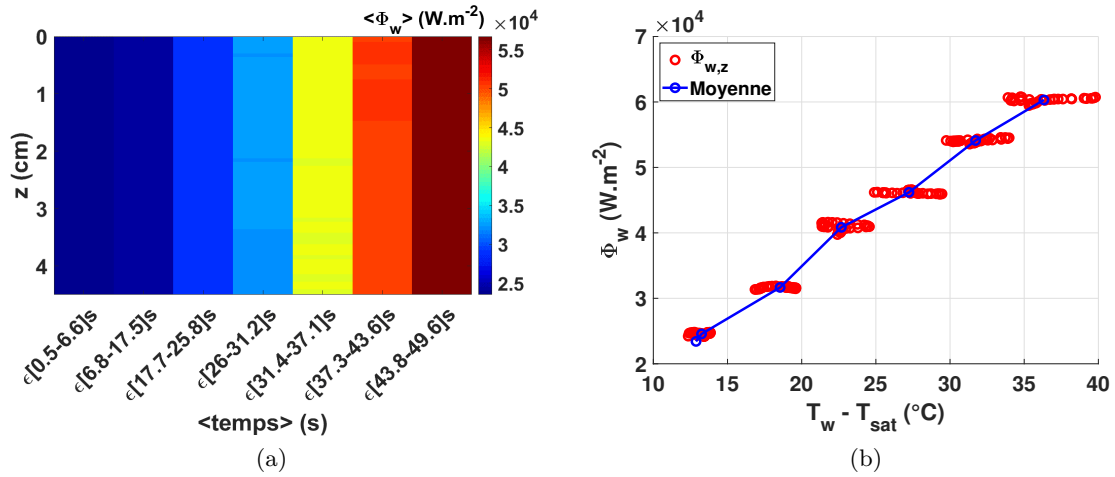 <Φw> (W.m-2) ×10^4
0
1
2
3
4
z (cm)
5.5
5
4.5
4
3.5
3
2.5
ϵ[0.5-6.6]s
ϵ[6.8-17.5]s
ϵ[17.7-25.8]s
ϵ[26-31.2]s
ϵ[31.4-37.1]s
ϵ[37.3-43.6]s
ϵ[43.8-49.6]s
<temps> (s)
(a)
×10^4
7
6
5
4
3
2
Φw (W.m-2)
Φw,z
Moyenne
10 15 20 25 30 35 40
Tw - Tsat (°C)
(b)